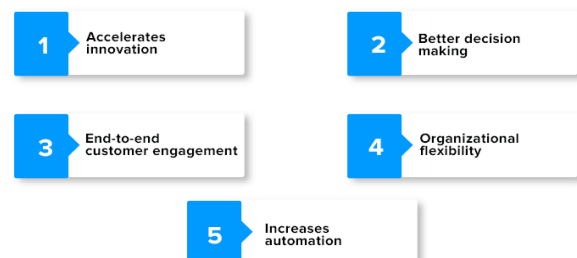 1
Accelerates
innovation
2
Better decision
making
3
End-to-end
customer engagement
4
Organizational
flexibility
5
Increases
automation